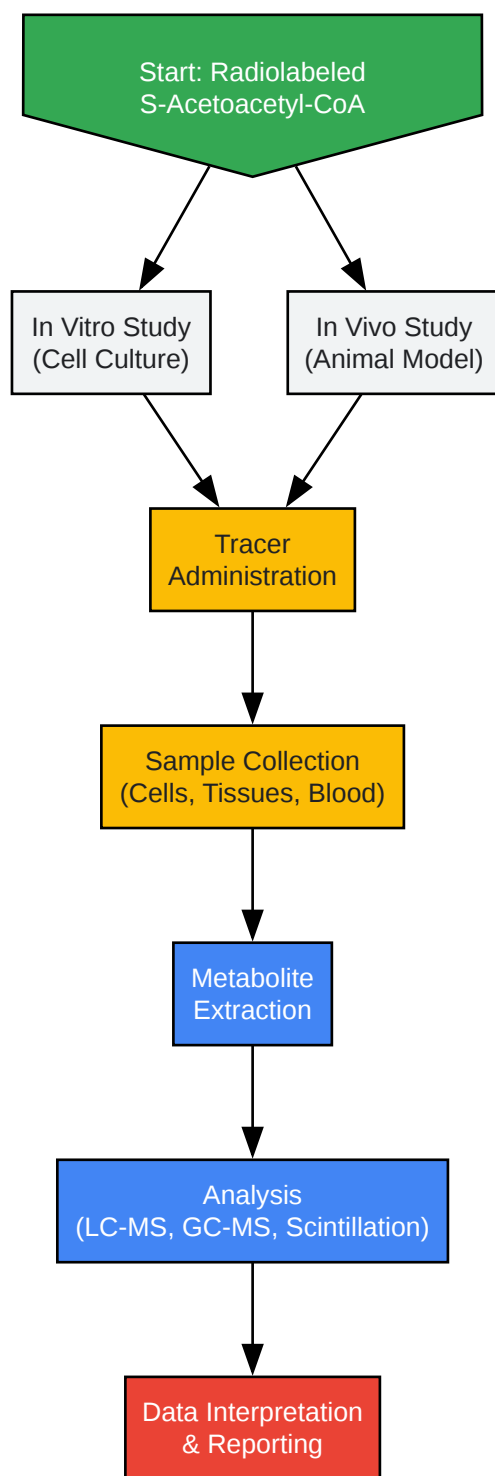 Start: Radiolabeled
S-Acetoacetyl-CoA
In Vitro Study
(Cell Culture)
In Vivo Study
(Animal Model)
Tracer
Administration
Sample Collection
(Cells, Tissues, Blood)
Metabolite
Extraction
Analysis
(LC-MS, GC-MS, Scintillation)
Data Interpretation
& Reporting